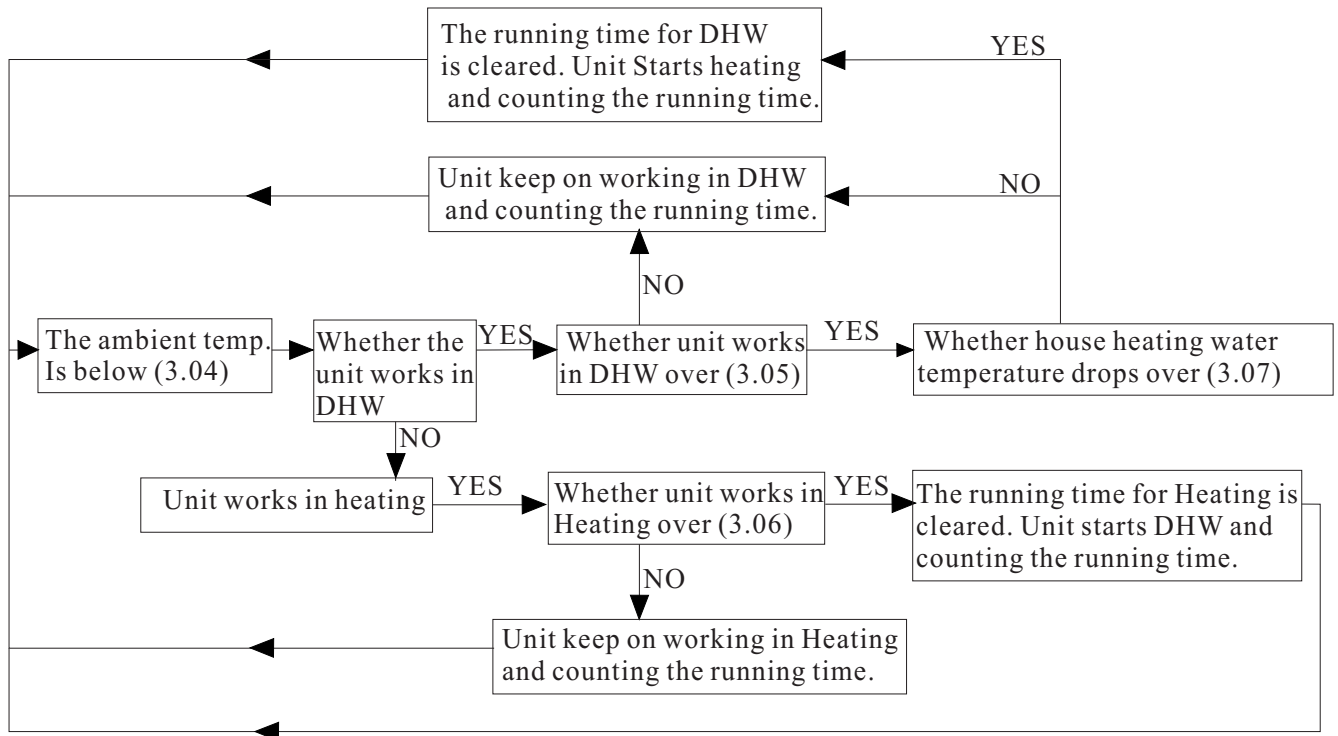 The running time for DHW
is cleared. Unit Starts heating
and counting the running time.
YES
Unit keep on working in DHW
and counting the running time.
NO
NO
The ambient temp.
Is below (3.04)
Whether the
unit works in
DHW
YES
Whether unit works
in DHW over (3.05)
YES
Whether house heating water
temperature drops over (3.07)
NO
Unit works in heating
YES
Whether unit works in
Heating over (3.06)
YES
The running time for Heating is
cleared. Unit starts DHW and
counting the running time.
NO
Unit keep on working in Heating
and counting the running time.